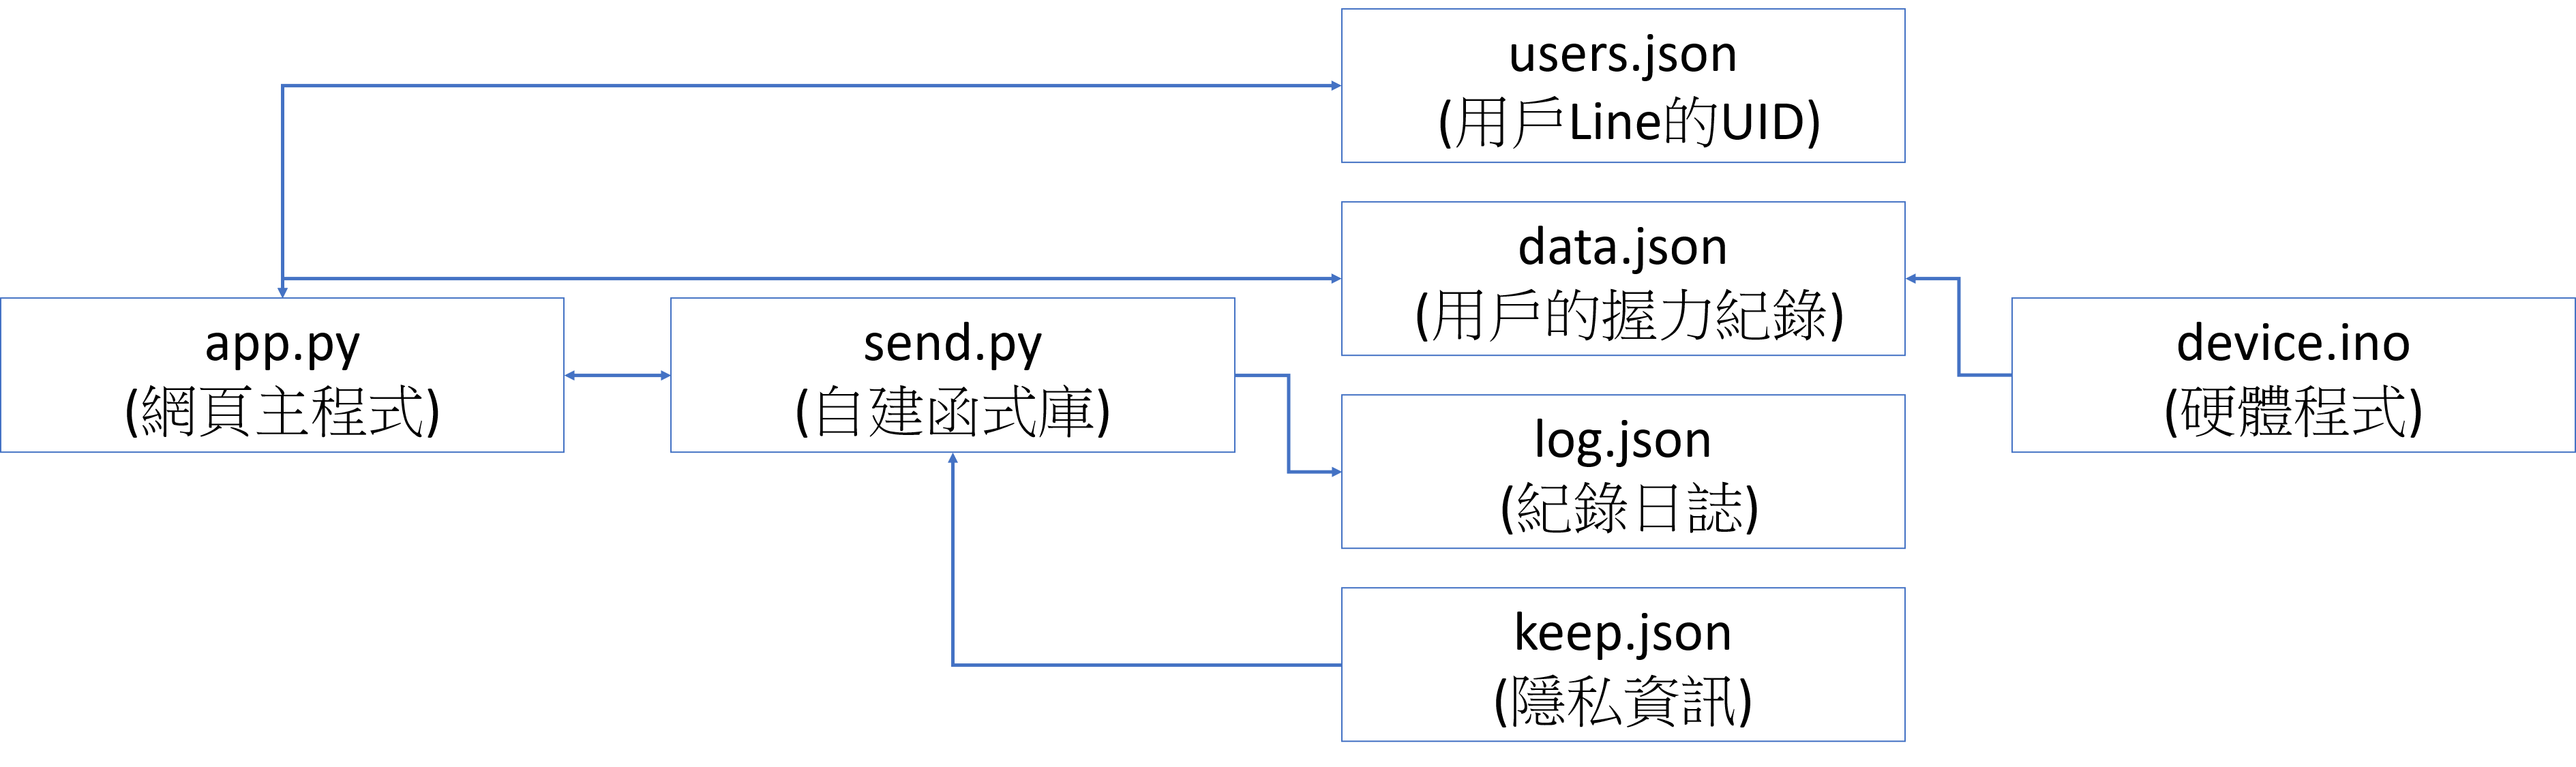 users.json
(用戶Line的UID)
data.json
(用戶的握力紀錄)
app.py
(網頁主程式)
send.py
(自建函式庫)
device.ino
(硬體程式)
log.json
(紀錄日誌)
keep.json
(隱私資訊)